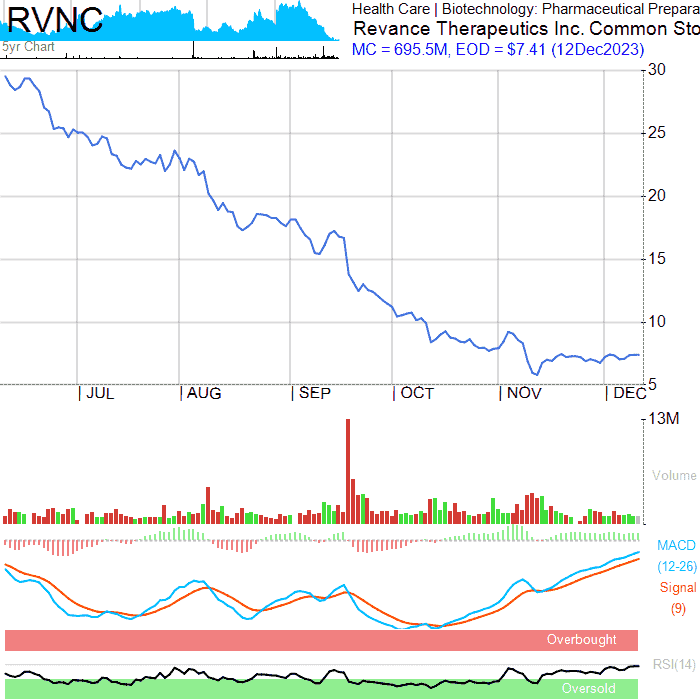 RVNC
5yr Chart
Health Care | Biotechnology: Pharmaceutical Prepara
Revance Therapeutics Inc. Common Sto
MC = 695.5M, EOD = $7.41 (12Dec2023)
30
25
20
15
10
5
| JUL | AUG | SEP | OCT | NOV | DEC
13M
Volume
MACD
(12-26)
Signal
(9)
Overbought
RSI(14)
Oversold